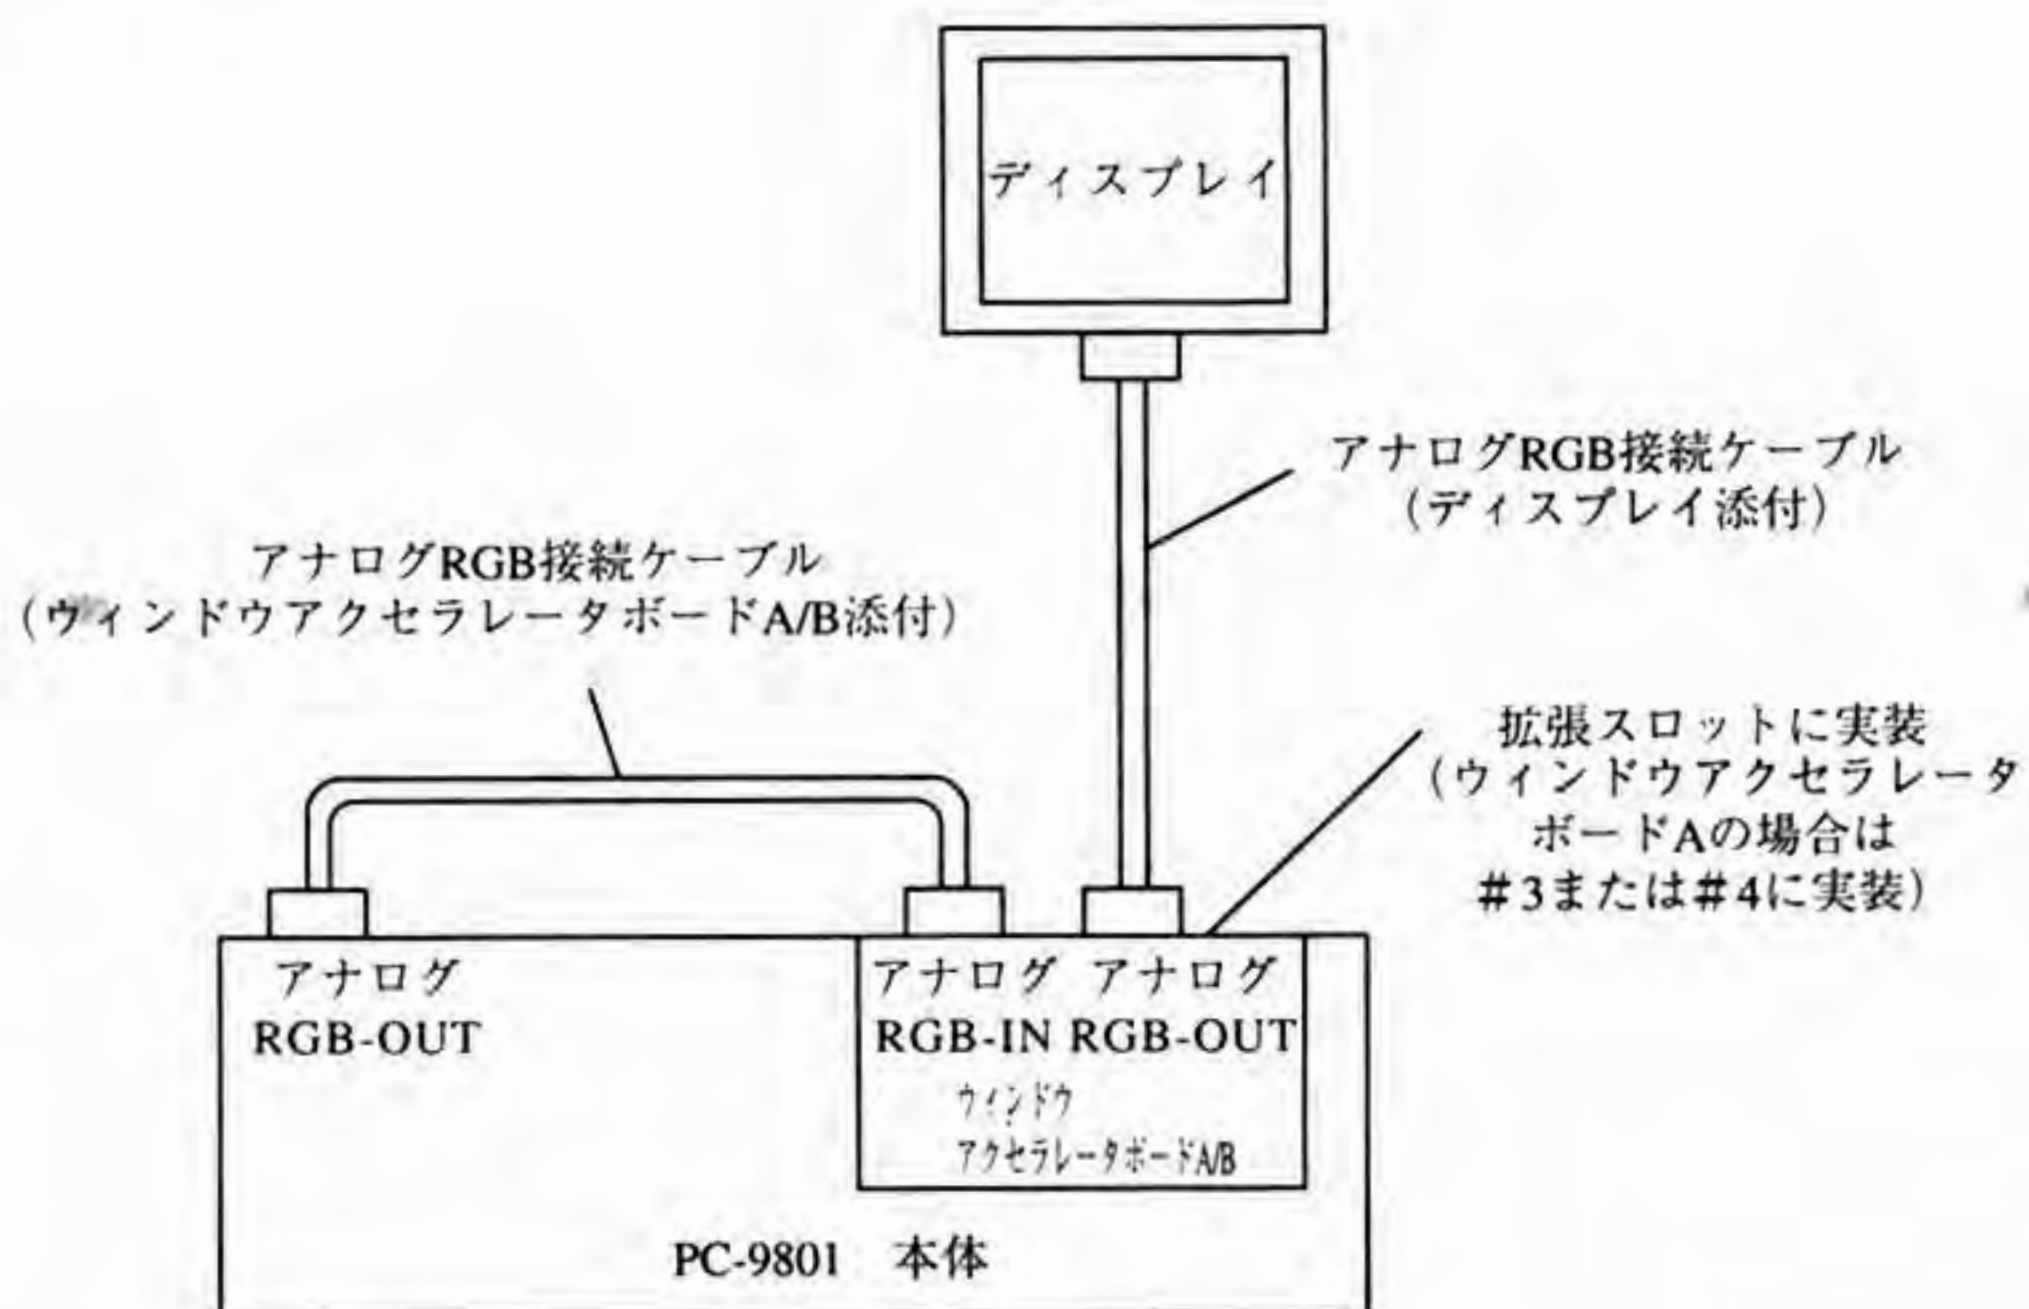 ディスプレイ
アナログRGB接続ケーブル
(ディスプレイ添付)
アナログRGB接続ケーブル
(ウィンドウアクセラレータボードA/B添付)
拡張スロットに実装
(ウィンドウアクセラレータ
ボードAの場合は
#3または#4に実装)
アナログ
RGB-OUT
アナログ アナログ
RGB-IN RGB-OUT
ウィンドウ
アクセラレータボードA/B
PC-9801 本体